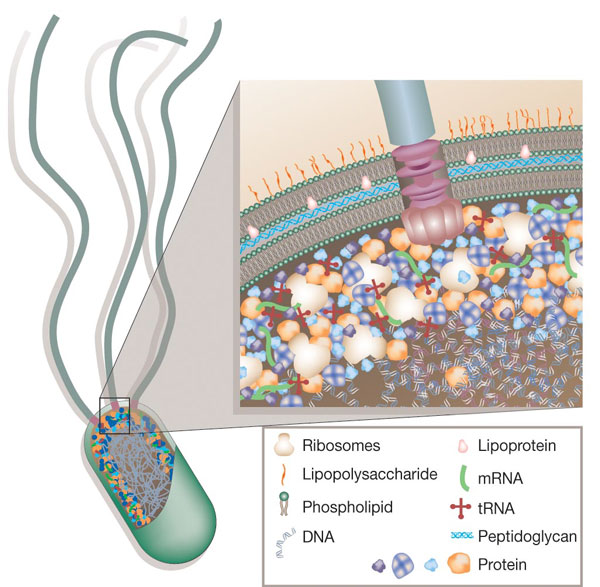 Ribosomes
Lipopolysaccharide
Phospholipid
DNA
Lipoprotein
mRNA
tRNA
Peptidoglycan
Protein